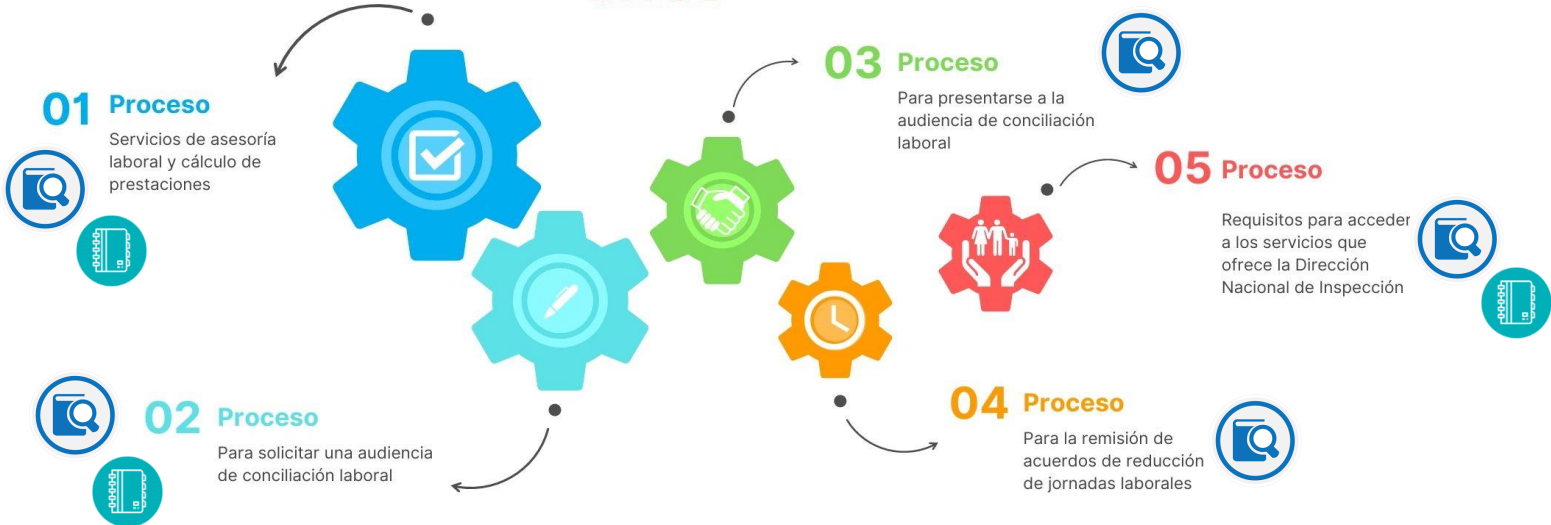 01 Proceso
Servicios de asesoría
laboral y cálculo de
prestaciones
02 Proceso
Para solicitar una audiencia
de conciliación laboral
03 Proceso
Para presentarse a la
audiencia de conciliación
laboral
04 Proceso
Para la remisión de
acuerdos de reducción
de jornadas laborales
05 Proceso
Requisitos para acceder
a los servicios que
ofrece la Dirección
Nacional de Inspección